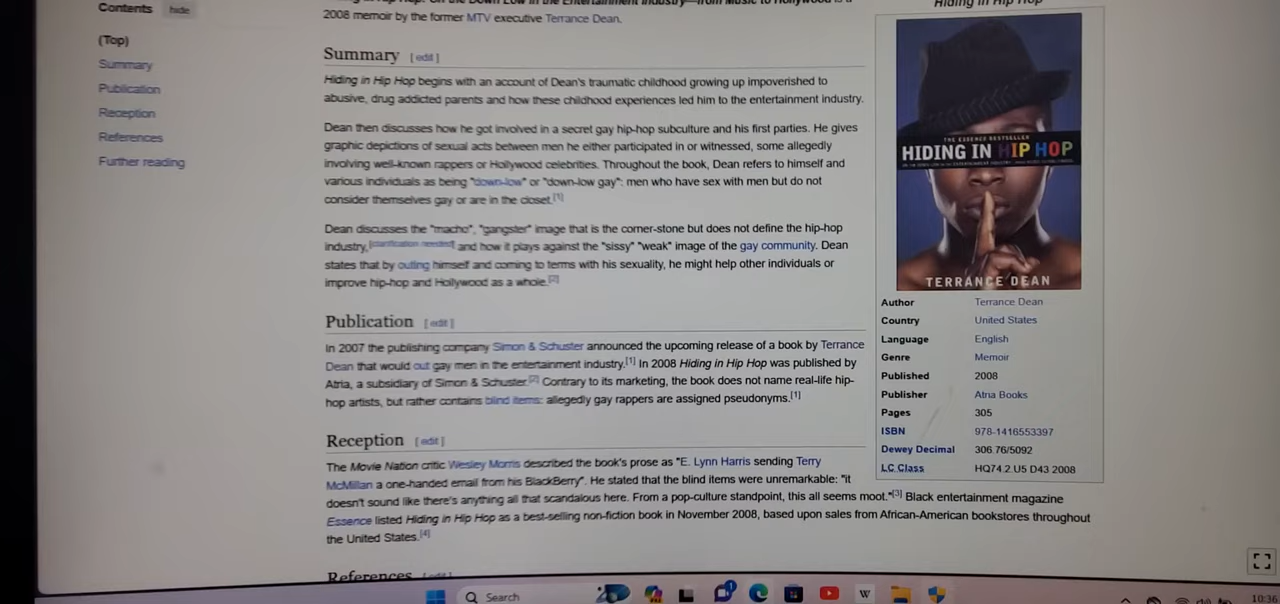 Contents hide
(Top)
Summary
Publication
Reception
References
Further reading
2008 memoir by the former MTV executive Terrance Dean.
Summary [ edit ]
Hiding in Hip Hop begins with an account of Dean's traumatic childhood growing up impoverished to
abusive, drug addicted parents and how these childhood experiences led him to the entertainment industry.
Dean then discusses how he got involved in a secret gay hip-hop subculture and his first parties. He gives
graphic depictions of sexual acts between men he either participated in or witnessed, some allegedly
involving well-known rappers or Hollywood celebrities. Throughout the book, Dean refers to himself and
various individuals as being "down-low" or "down-low gay": men who have sex with men but do not
consider themselves gay or are in the closet.[1]
Dean discusses the "macho", "gangster" image that is the corner-stone but does not define the hip-hop
industry,[clarification needed] and how it plays against the "sissy" "weak" image of the gay community. Dean
states that by outing himself and coming to terms with his sexuality, he might help other individuals or
improve hip-hop and Hollywood as a whole.[2]
Publication [ edit ]
In 2007 the publishing company Simon & Schuster announced the upcoming release of a book by Terrance
Dean that would out gay men in the entertainment industry.[1] In 2008 Hiding in Hip Hop was published by
Atria, a subsidiary of Simon & Schuster.[2] Contrary to its marketing, the book does not name real-life hip-
hop artists, but rather contains blind items: allegedly gay rappers are assigned pseudonyms.[1]
Reception [ edit ]
The Movie Nation critic Wesley Morris described the book's prose as "E. Lynn Harris sending Terry
McMillan a one-handed email from his BlackBerry". He stated that the blind items were unremarkable: "it
doesn't sound like there's anything all that scandalous here. From a pop-culture standpoint, this all seems moot."[3] Black entertainment magazine
Essence listed Hiding in Hip Hop as a best-selling non-fiction book in November 2008, based upon sales from African-American bookstores throughout
the United States.[4]
References [ edit ]
Hiding in Hip Hop
THE ESSENCE BESTSELLER
HIDING IN HIP HOP
TERRANCE DEAN
Author Terrance Dean
Country United States
Language English
Genre Memoir
Published 2008
Publisher Atria Books
Pages 305
ISBN 978-1416553397
Dewey Decimal 306.76/5092
LC Class HQ74.2.U5 D43 2008
Search
10:36